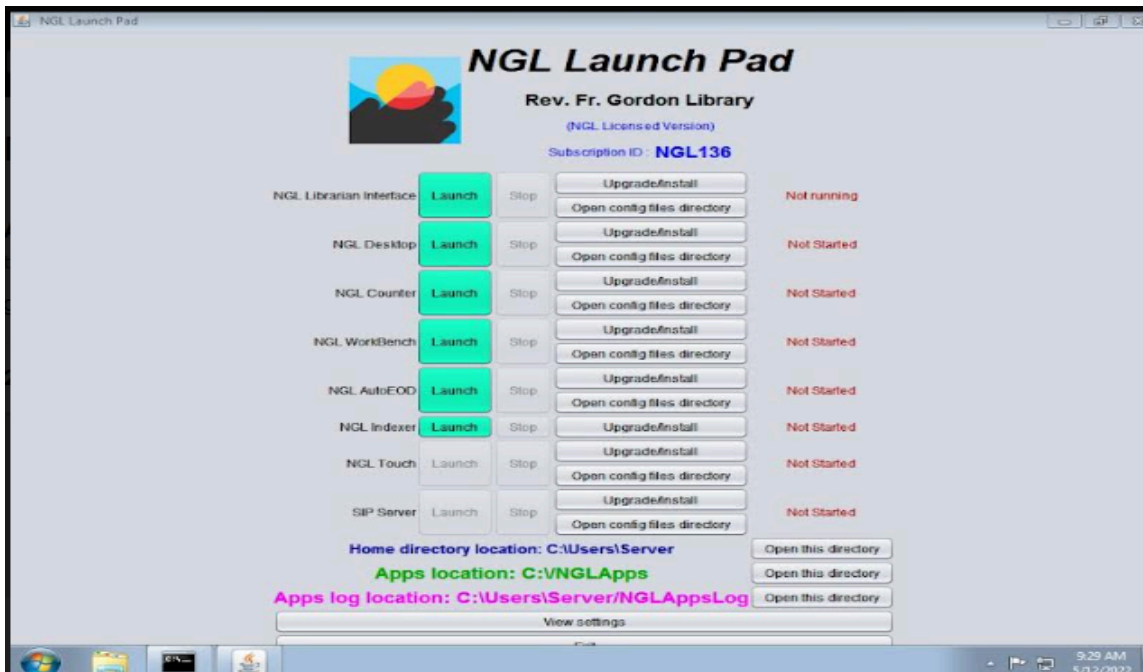 NGL Launch Pad
NGL Launch Pad
Rev. Fr. Gordon Library
(NGL Licensed Version)
Subscription ID : NGL136
NGL Librarian Interface Launch Stop Upgrade/Install Not running
Open config files directory
NGL Desktop Launch Stop Upgrade/Install Not Started
Open config files directory
NGL Counter Launch Stop Upgrade/Install Not Started
Open config files directory
NGL WorkBench Launch Stop Upgrade/Install Not Started
Open config files directory
NGL AutoEOD Launch Stop Upgrade/Install Not Started
Open config files directory
NGL Indexer Launch Stop Upgrade/Install Not Started
NGL Touch Launch Stop Upgrade/Install Not Started
Open config files directory
SIP Server Launch Stop Upgrade/Install Not Started
Open config files directory
Home directory location: C:\Users\Server Open this directory
Apps location: C:\/NGLApps Open this directory
Apps log location: C:\Users\Server/NGLAppsLog Open this directory
View settings
Exit
9:29 AM
5/12/2022